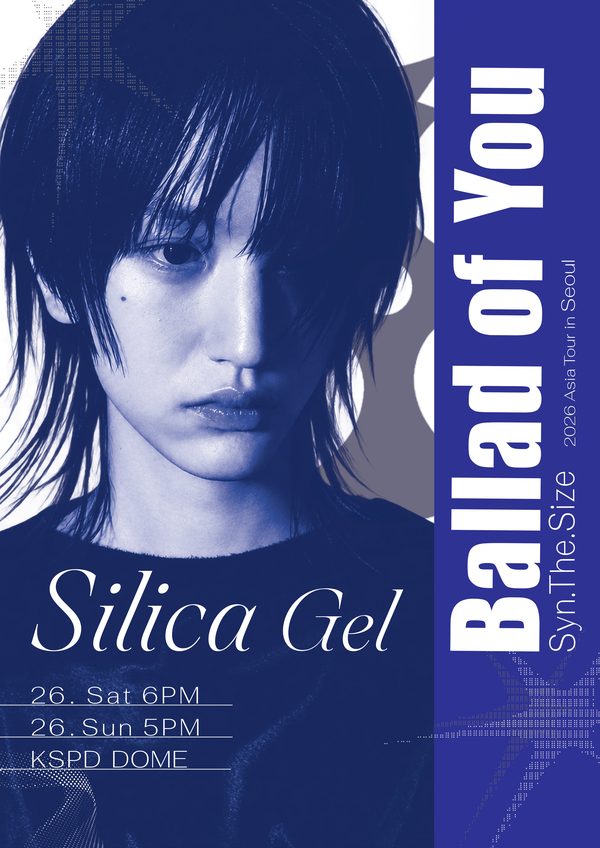 Ballad of You
Syn.The.Size
2026 Asia Tour in Seoul
Silica Gel
26. Sat 6PM
26. Sun 5PM
KSPD DOME